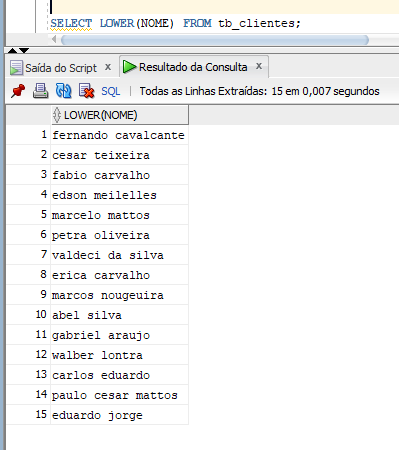 SELECT LOWER(NOME) FROM tb_clientes;
Saída do Script x Resultado da Consulta x
SQL | Todas as Linhas Extraídas: 15 em 0,007 segundos
LOWER(NOME)
1 fernando cavalcante
2 cesar teixeira
3 fabio carvalho
4 edson meilelles
5 marcelo mattos
6 petra oliveira
7 valdeci da silva
8 erica carvalho
9 marcos nougeuira
10 abel silva
11 gabriel araujo
12 walber lontra
13 carlos eduardo
14 paulo cesar mattos
15 eduardo jorge